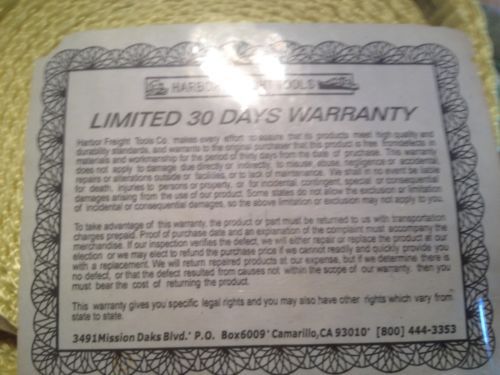 HARBOR FREIGHT TOOLS
LIMITED 30 DAYS WARRANTY
Harbor Freight Tools Co. makes every effort to assure that its products meet high quality and
durability standards, and warrants to the original purchaser that this product is free from defects in
materials and workmanship for the period of thirty days from the date of purchase. This warranty
does not apply to damage due directly or indirectly, to misuse, abuse, negligence, or accidental,
repairs or alterations outside or facilities, or to lack of maintenance. We shall in no event be liable
for death, injuries to persons or property, or for incidental, contingent, special or consequential
damages arising from the use of our product. Some states do not allow the exclusion or limitation
of incidental or consequential damages, so the above limitation or exclusion may not apply to you.
To take advantage of this warranty, the product or part must be returned to us with transportation
charges prepaid. Proof of purchase date and an explanation of the complaint must accompany the
merchandise. If our inspection verifies the defect, we will either repair or replace the product at our
election or we may elect to refund the purchase price if we cannot readily and quickly provide you
with a replacement. We will return repaired products at our expense, but if we determine there is
no defect, or that the defect resulted from causes not within the scope of our warranty, then you
must bear the cost of returning the product.
This warranty gives you specific legal rights and you may also have other rights which vary from
state to state.
3491Mission Daks Blvd.' P.O. Box6009' Camarillo,CA 93010' [800] 444-3353